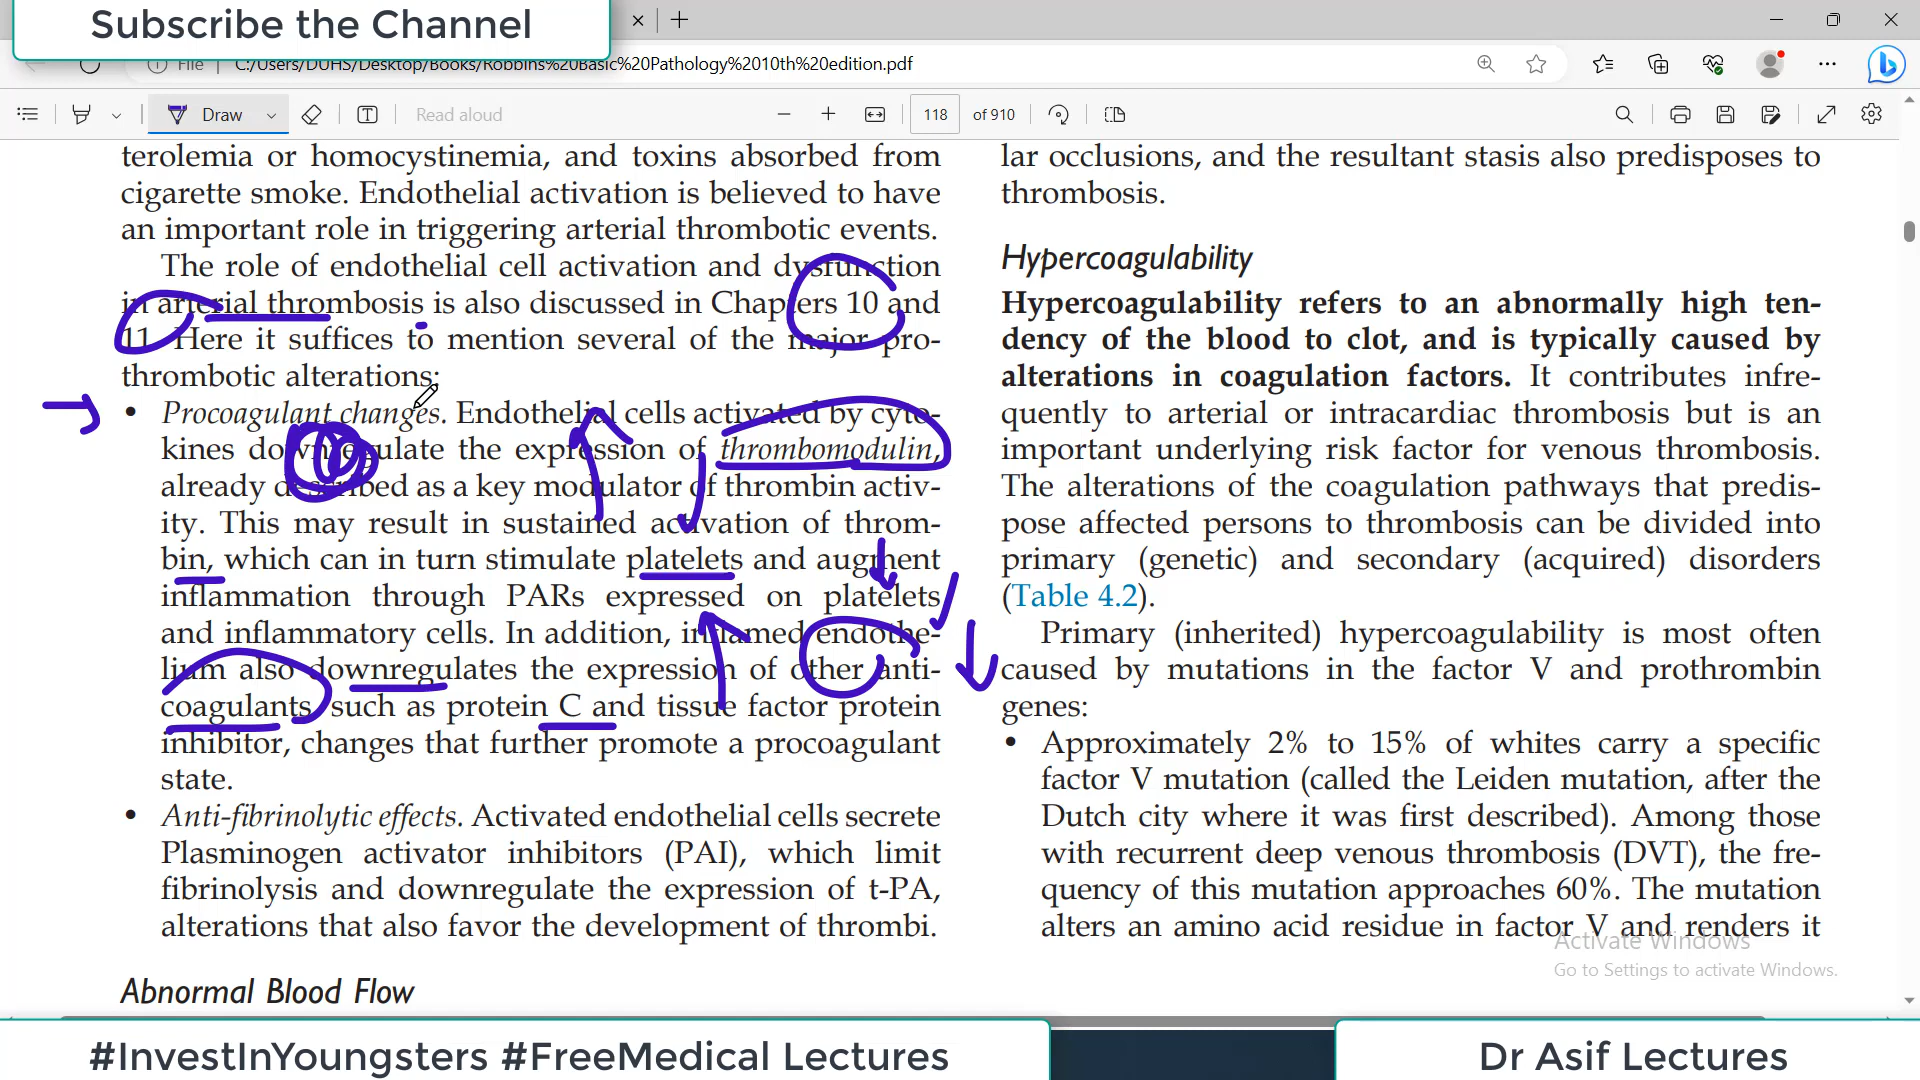 Subscribe the Channel
File
C:/Users/DUHS/Desktop/Books/Robbins%20Basic%20Pathology%2010th%20edition.pdf
Draw
Read aloud
118 of 910
terolemia or homocystinemia, and toxins absorbed from
cigarette smoke. Endothelial activation is believed to have
an important role in triggering arterial thrombotic events.
The role of endothelial cell activation and dysfunction
in arterial thrombosis is also discussed in Chapters 10 and
11. Here it suffices to mention several of the major pro-
thrombotic alterations:
• Procoagulant changes. Endothelial cells activated by cyto-
kines downregulate the expression of thrombomodulin,
already described as a key modulator of thrombin activ-
ity. This may result in sustained activation of throm-
bin, which can in turn stimulate platelets and augment
inflammation through PARs expressed on platelets
and inflammatory cells. In addition, inflamed endothe-
lium also downregulates the expression of other anti-
coagulants, such as protein C and tissue factor protein
inhibitor, changes that further promote a procoagulant
state.
• Anti-fibrinolytic effects. Activated endothelial cells secrete
Plasminogen activator inhibitors (PAI), which limit
fibrinolysis and downregulate the expression of t-PA,
alterations that also favor the development of thrombi.
Abnormal Blood Flow
lar occlusions, and the resultant stasis also predisposes to
thrombosis.
Hypercoagulability
Hypercoagulability refers to an abnormally high ten-
dency of the blood to clot, and is typically caused by
alterations in coagulation factors. It contributes infre-
quently to arterial or intracardiac thrombosis but is an
important underlying risk factor for venous thrombosis.
The alterations of the coagulation pathways that predis-
pose affected persons to thrombosis can be divided into
primary (genetic) and secondary (acquired) disorders
(Table 4.2).
Primary (inherited) hypercoagulability is most often
caused by mutations in the factor V and prothrombin
genes:
• Approximately 2% to 15% of whites carry a specific
factor V mutation (called the Leiden mutation, after the
Dutch city where it was first described). Among those
with recurrent deep venous thrombosis (DVT), the fre-
quency of this mutation approaches 60%. The mutation
alters an amino acid residue in factor V and renders it
Activate Windows
Go to Settings to activate Windows.
#InvestInYoungsters #FreeMedical Lectures
Dr Asif Lectures